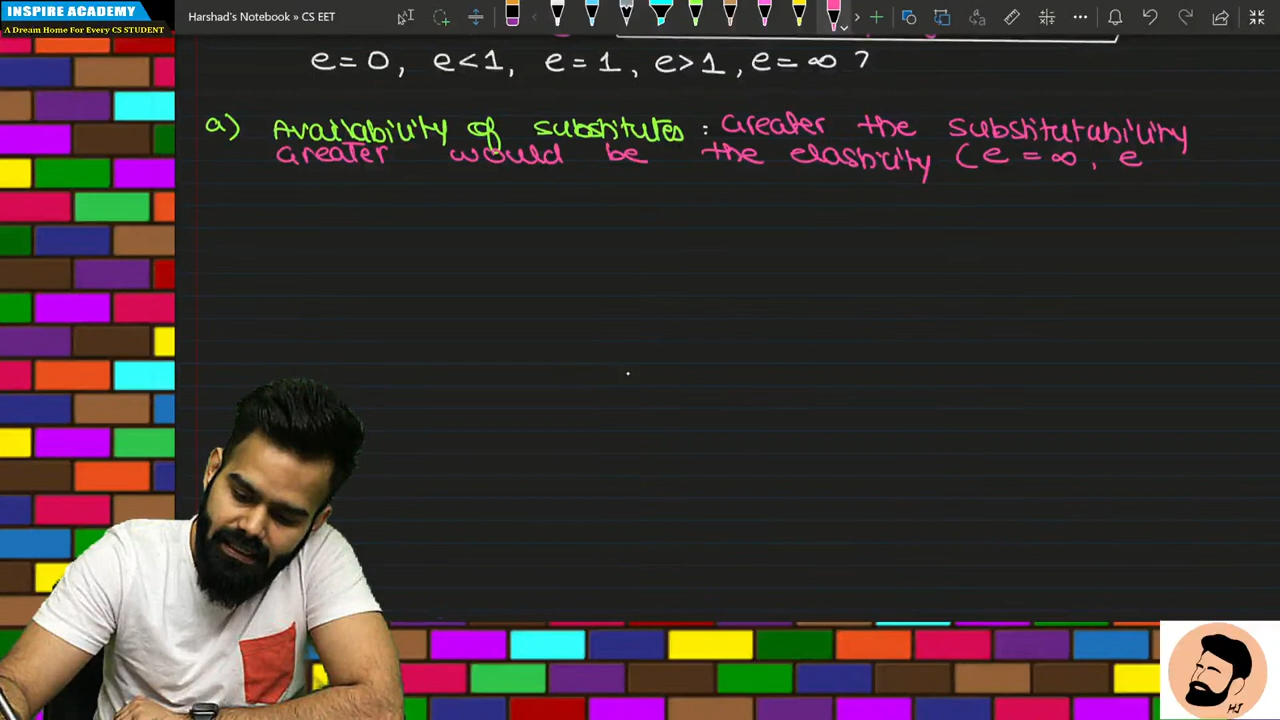 INSPIRE ACADEMY
A Dream Home For Every CS STUDENT
Harshad's Notebook » CS EET
e = 0, e < 1, e = 1, e > 1, e = ∞ ?
a) Availability of substitutes : Greater the substitutability
Greater would be the elasticity ( e = ∞, e
HJ